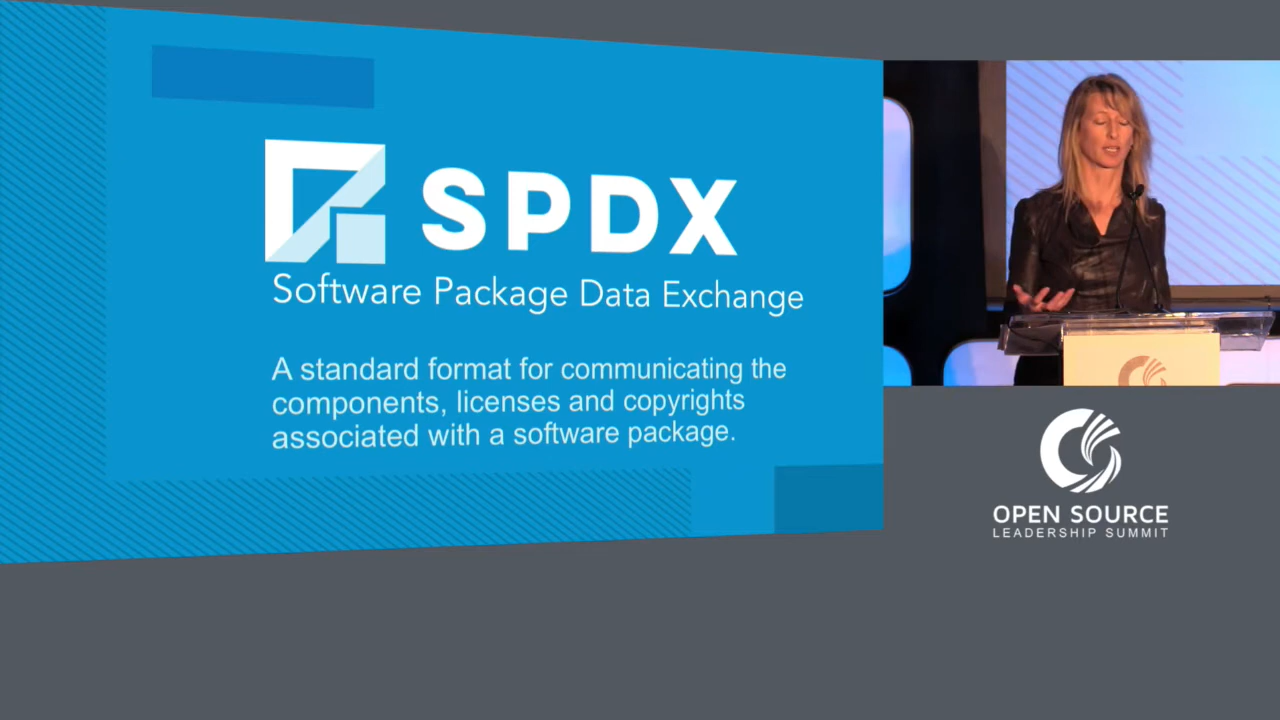 SPDX
Software Package Data Exchange
A standard format for communicating the
components, licenses and copyrights
associated with a software package.
OPEN SOURCE
LEADERSHIP SUMMIT